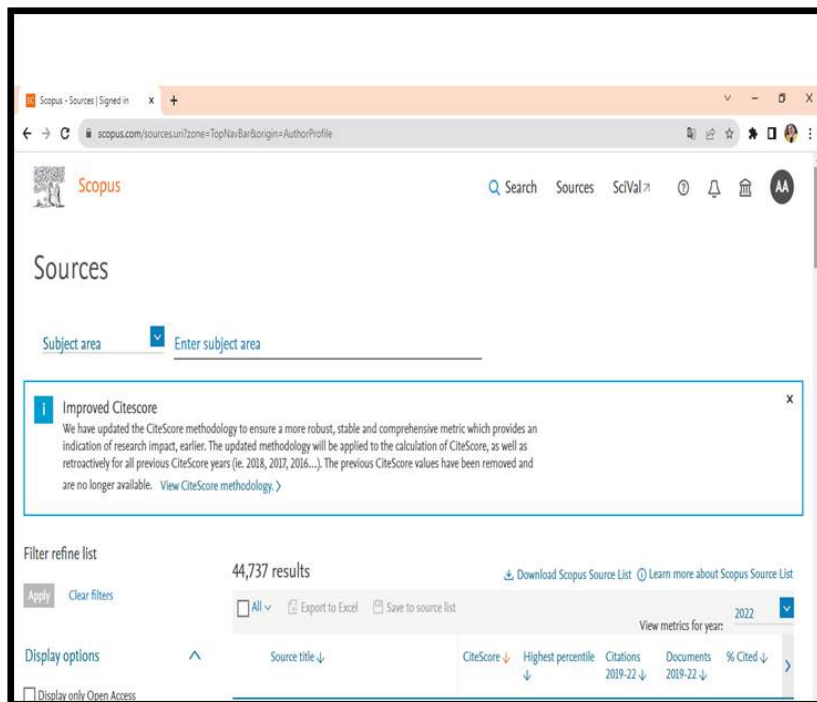 SC Scopus - Sources | Signed in x +
scopus.com/sources.uri?zone=TopNavBar&origin=AuthorProfile
Scopus Search Sources SciVal AA
Sources
Subject area Enter subject area
i Improved Citescore x
We have updated the CiteScore methodology to ensure a more robust, stable and comprehensive metric which provides an
indication of research impact, earlier. The updated methodology will be applied to the calculation of CiteScore, as well as
retroactively for all previous CiteScore years (ie. 2018, 2017, 2016...). The previous CiteScore values have been removed and
are no longer available. View CiteScore methodology. >
Filter refine list
44,737 results Download Scopus Source List Learn more about Scopus Source List
Apply Clear filters
All Export to Excel Save to source list
View metrics for year: 2022
Display options Source title ↓ CiteScore ↓ Highest percentile Citations Documents % Cited ↓ >
↓ 2019-22 ↓ 2019-22 ↓
Display only Open Access